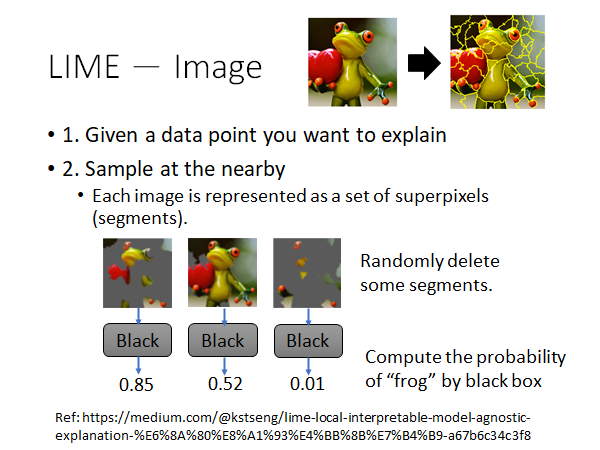 LIME — Image
• 1. Given a data point you want to explain
• 2. Sample at the nearby
• Each image is represented as a set of superpixels
(segments).
Randomly delete
some segments.
Black Black Black
0.85 0.52 0.01
Compute the probability
of “frog” by black box
Ref: https://medium.com/@kstseng/lime-local-interpretable-model-agnostic-
explanation-%E6%8A%80%E8%A1%93%E4%BB%8B%E7%B4%B9-a67b6c34c3f8